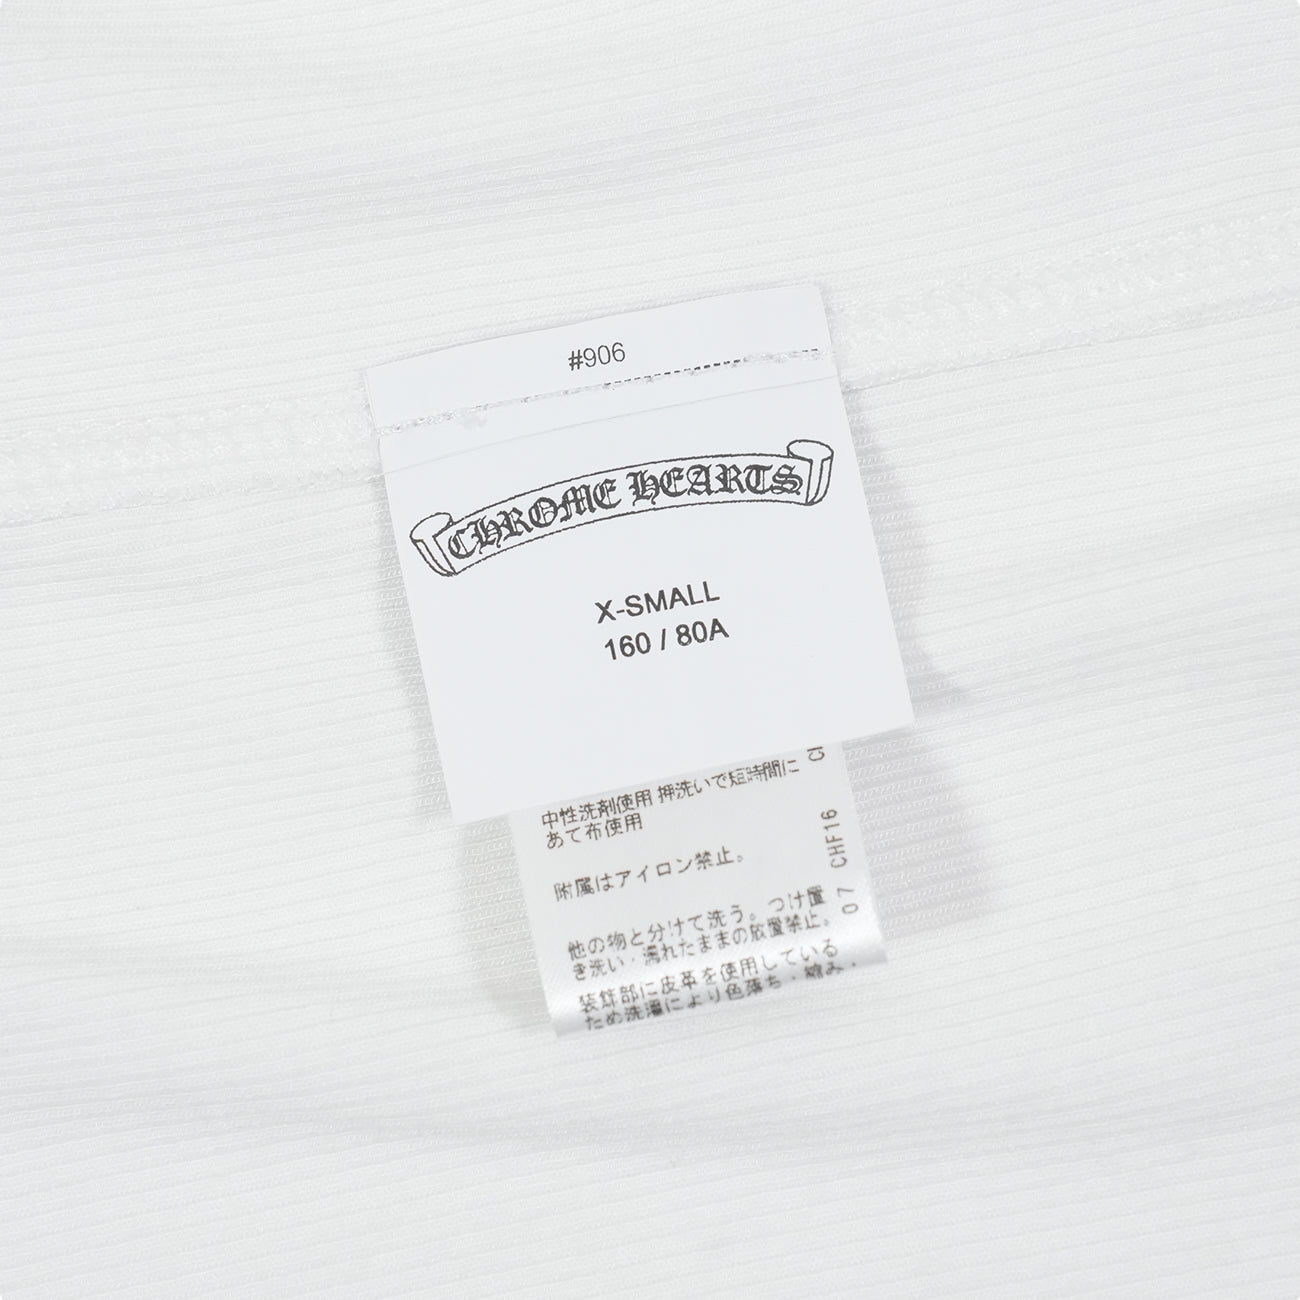 #906
CHROME HEARTS
X-SMALL
160 / 80A
中性洗剤使用 押洗いで短時間に
あて布使用
附属はアイロン禁止。
他の物と分けて洗う。つけ置
き洗い・濡れたままの放置禁止。
装飾部に皮革を使用している
ため洗濯により色落ち・縮み・
CHF16
07